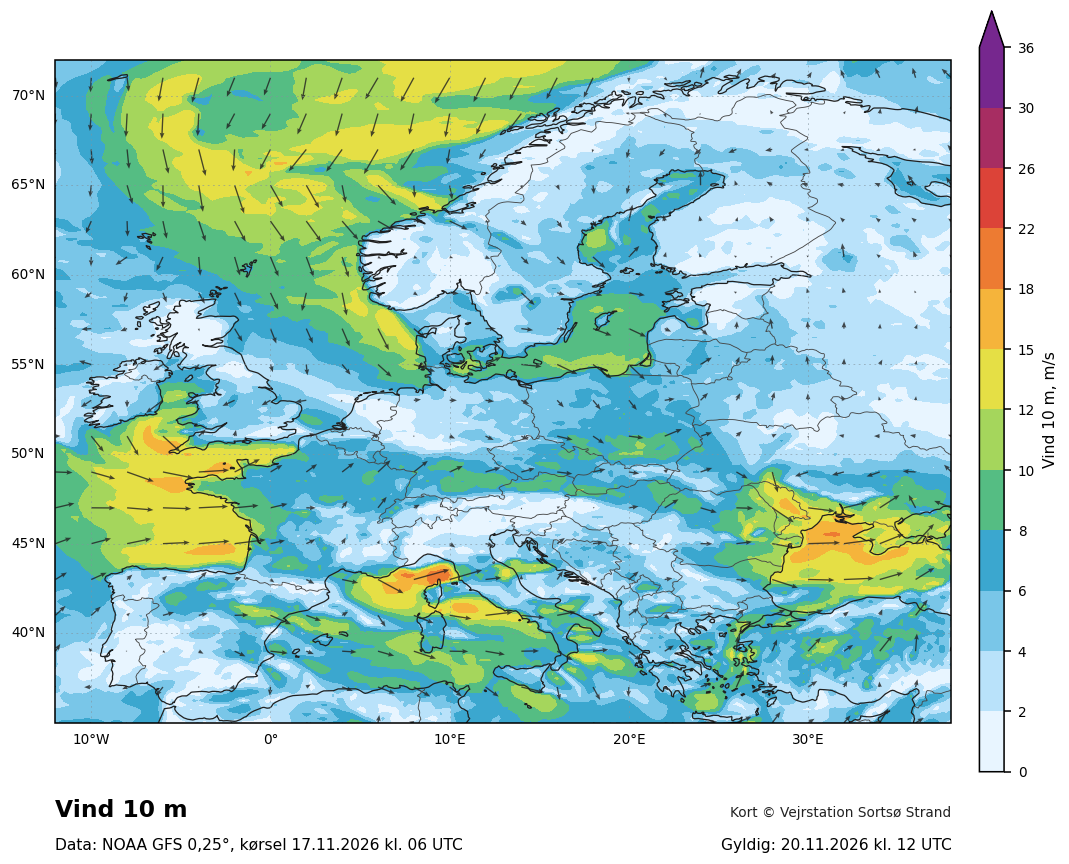 70°N
65°N
60°N
55°N
50°N
45°N
40°N
10°W
0°
10°E
20°E
30°E
36
30
26
22
18
15
12
10
8
6
4
2
0
Vind 10 m, m/s
Vind 10 m
Kort © Vejrstation Sortsø Strand
Data: NOAA GFS 0,25°, kørsel 17.11.2026 kl. 06 UTC
Gyldig: 20.11.2026 kl. 12 UTC